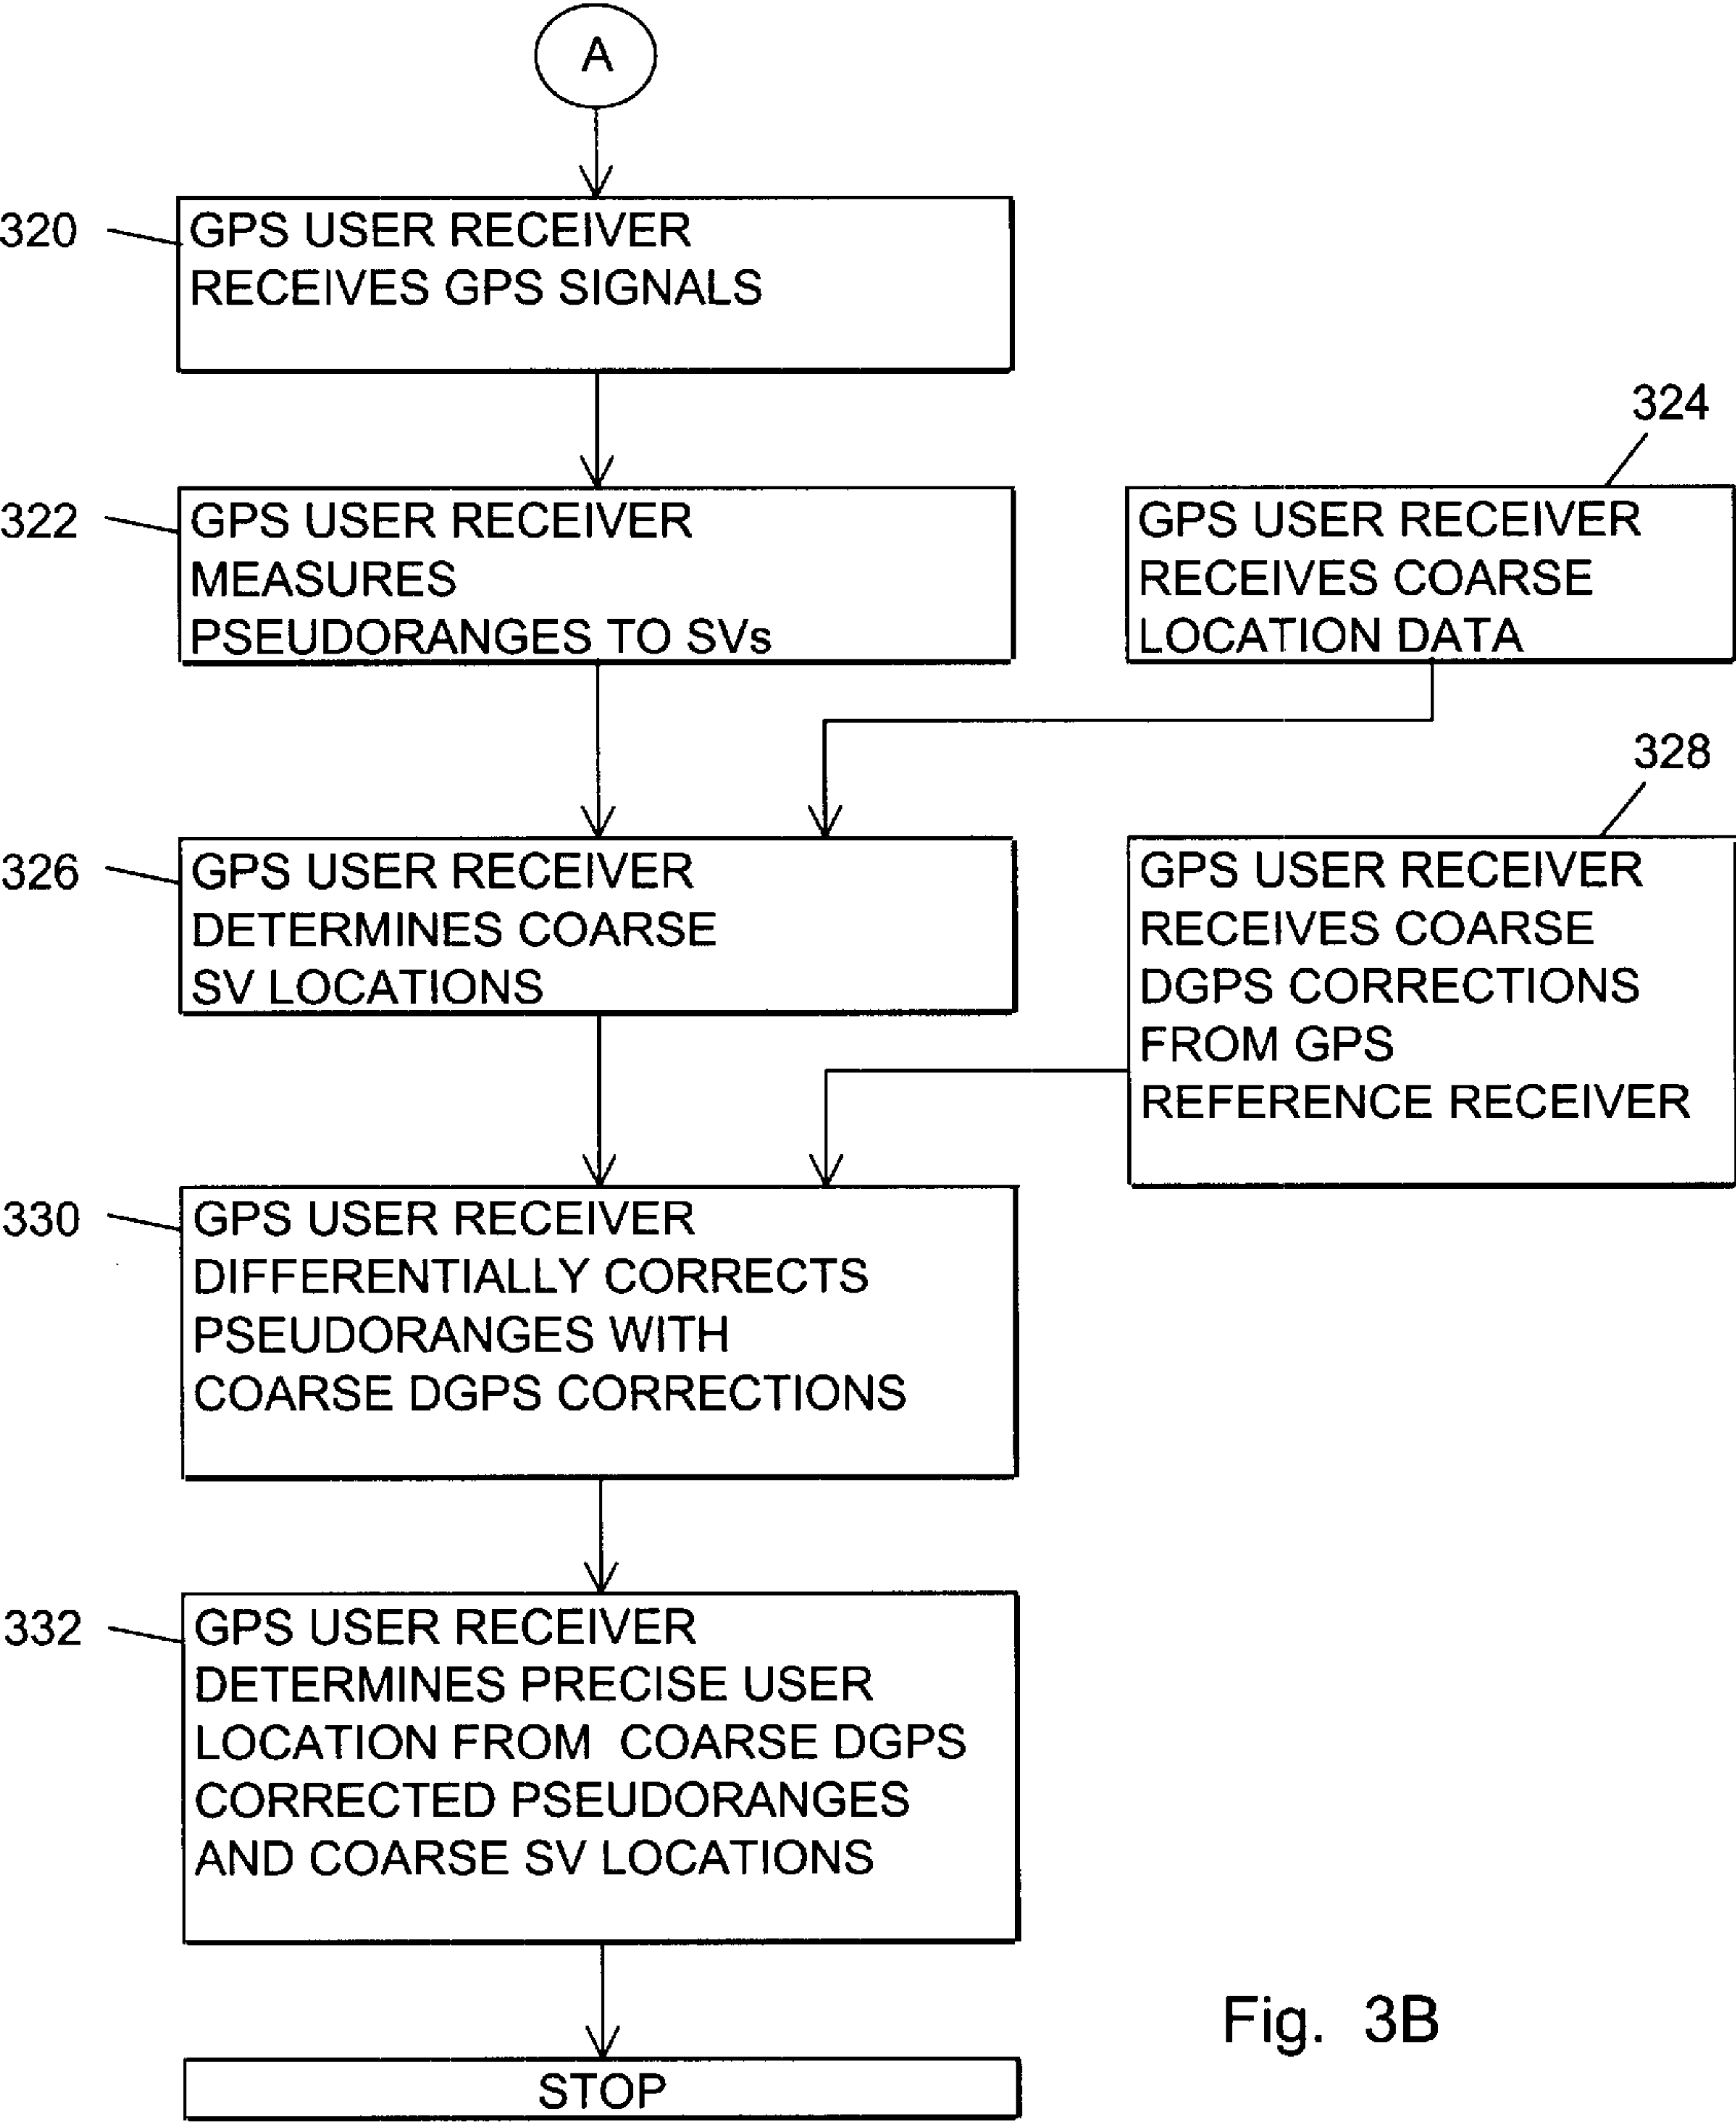 A
320
GPS USER RECEIVER
RECEIVES GPS SIGNALS
324
322
GPS USER RECEIVER
MEASURES
PSEUDORANGES TO SVs
GPS USER RECEIVER
RECEIVES COARSE
LOCATION DATA
328
326
GPS USER RECEIVER
DETERMINES COARSE
SV LOCATIONS
GPS USER RECEIVER
RECEIVES COARSE
DGPS CORRECTIONS
FROM GPS
REFERENCE RECEIVER
330
GPS USER RECEIVER
DIFFERENTIALLY CORRECTS
PSEUDORANGES WITH
COARSE DGPS CORRECTIONS
332
GPS USER RECEIVER
DETERMINES PRECISE USER
LOCATION FROM COARSE DGPS
CORRECTED PSEUDORANGES
AND COARSE SV LOCATIONS
STOP
Fig. 3B